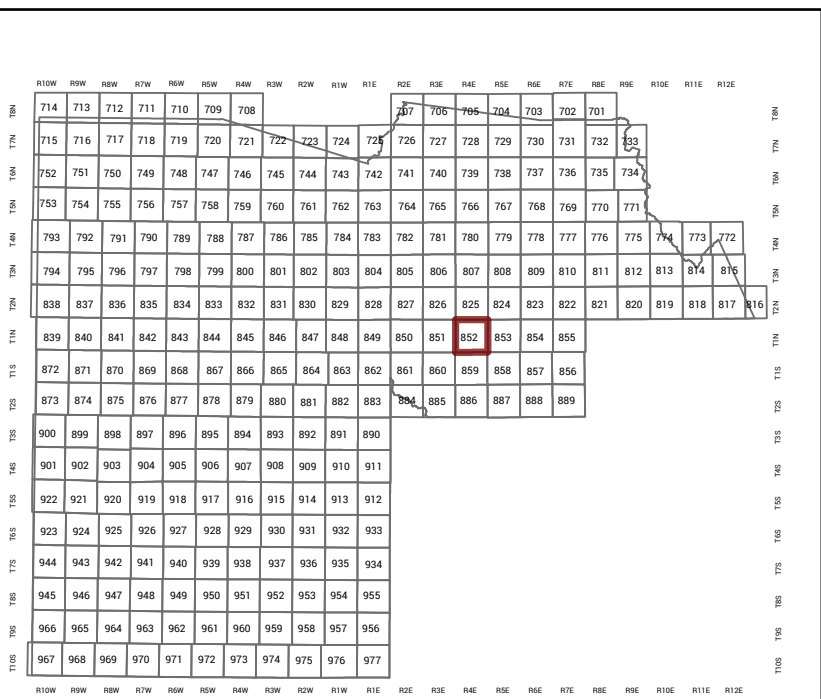 R10W R9W R8W R7W R6W R5W R4W R3W R2W R1W R1E R2E R3E R4E R5E R6E R7E R8E R9E R10E R11E R12E
T8N 714 713 712 711 710 709 708 707 706 705 704 703 702 701 T8N
T7N 715 716 717 718 719 720 721 722 723 724 725 726 727 728 729 730 731 732 733 T7N
T6N 752 751 750 749 748 747 746 745 744 743 742 741 740 739 738 737 736 735 734 T6N
T5N 753 754 755 756 757 758 759 760 761 762 763 764 765 766 767 768 769 770 771 T5N
T4N 793 792 791 790 789 788 787 786 785 784 783 782 781 780 779 778 777 776 775 774 773 772 T4N
T3N 794 795 796 797 798 799 800 801 802 803 804 805 806 807 808 809 810 811 812 813 814 815 T3N
T2N 838 837 836 835 834 833 832 831 830 829 828 827 826 825 824 823 822 821 820 819 818 817 816 T2N
T1N 839 840 841 842 843 844 845 846 847 848 849 850 851 852 853 854 855 T1N
T1S 872 871 870 869 868 867 866 865 864 863 862 861 860 859 858 857 856 T1S
T2S 873 874 875 876 877 878 879 880 881 882 883 884 885 886 887 888 889 T2S
T3S 900 899 898 897 896 895 894 893 892 891 890 T3S
T4S 901 902 903 904 905 906 907 908 909 910 911 T4S
T5S 922 921 920 919 918 917 916 915 914 913 912 T5S
T6S 923 924 925 926 927 928 929 930 931 932 933 T6S
T7S 944 943 942 941 940 939 938 937 936 935 934 T7S
T8S 945 946 947 948 949 950 951 952 953 954 955 T8S
T9S 966 965 964 963 962 961 960 959 958 957 956 T9S
T10S 967 968 969 970 971 972 973 974 975 976 977 T10S
R10W R9W R8W R7W R6W R5W R4W R3W R2W R1W R1E R2E R3E R4E R5E R6E R7E R8E R9E R10E R11E R12E